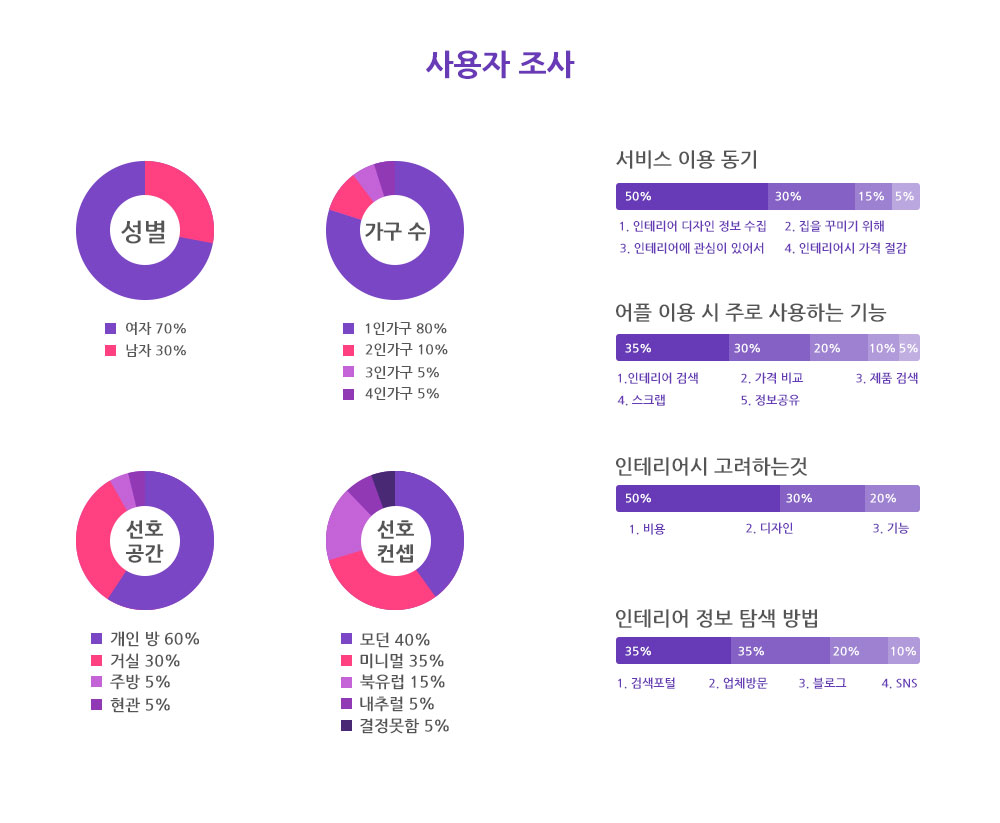 사용자 조사
성별
여자 70%
남자 30%
가구 수
1인가구 80%
2인가구 10%
3인가구 5%
4인가구 5%
선호
공간
개인 방 60%
거실 30%
주방 5%
현관 5%
선호
컨셉
모던 40%
미니멀 35%
북유럽 15%
내추럴 5%
결정못함 5%
서비스 이용 동기
50% 30% 15% 5%
1. 인테리어 디자인 정보 수집 2. 집을 꾸미기 위해
3. 인테리어에 관심이 있어서 4. 인테리어시 가격 절감
어플 이용 시 주로 사용하는 기능
35% 30% 20% 10% 5%
1.인테리어 검색 2. 가격 비교 3. 제품 검색
4. 스크랩 5. 정보공유
인테리어시 고려하는것
50% 30% 20%
1. 비용 2. 디자인 3. 기능
인테리어 정보 탐색 방법
35% 35% 20% 10%
1. 검색포털 2. 업체방문 3. 블로그 4. SNS